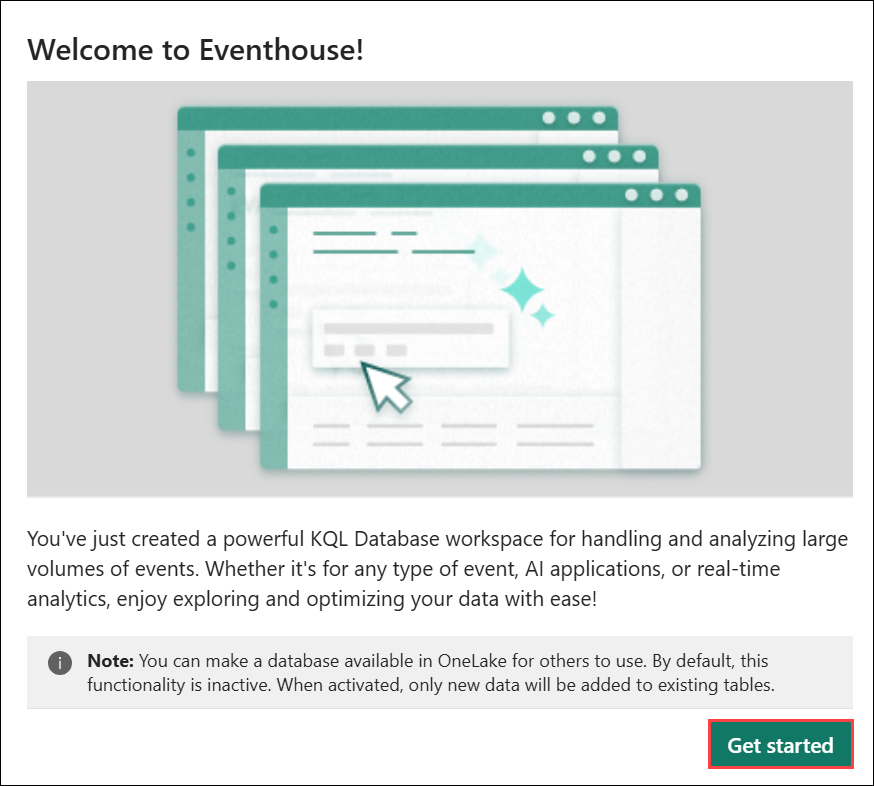 Welcome to Eventhouse!
You've just created a powerful KQL Database workspace for handling and analyzing large
volumes of events. Whether it's for any type of event, AI applications, or real-time
analytics, enjoy exploring and optimizing your data with ease!
Note: You can make a database available in OneLake for others to use. By default, this
functionality is inactive. When activated, only new data will be added to existing tables.
Get started